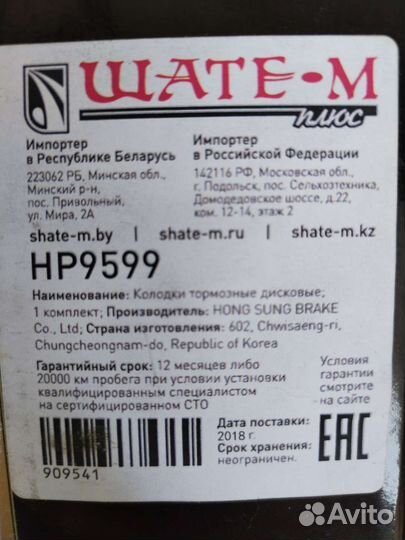 ШАТЕ-М
плюс
Импортер
в Республике Беларусь
223062 РБ, Минская обл.,
Минский р-н,
пос. Привольный,
ул. Мира, 2А
Импортер
в Российской Федерации
142116 РФ, Московская обл.,
г. Подольск, пос. Сельхозтехника,
Домодедовское шоссе, д.22,
ком. 12-14, этаж 2
shate-m.by | shate-m.ru | shate-m.kz
HP9599
Наименование: Колодки тормозные дисковые;
1 комплект; Производитель: HONG SUNG BRAKE
Co., Ltd; Страна изготовления: 602, Chwisaeng-ri,
Chungcheongnam-do, Republic of Korea
Гарантийный срок: 12 месяцев либо
20000 км пробега при условии установки
квалифицированным специалистом
на сертифицированном СТО
Условия
гарантии
смотрите
на сайте
909541
Дата поставки:
2018 г.
Срок хранения:
неограничен.
EAC
Avito